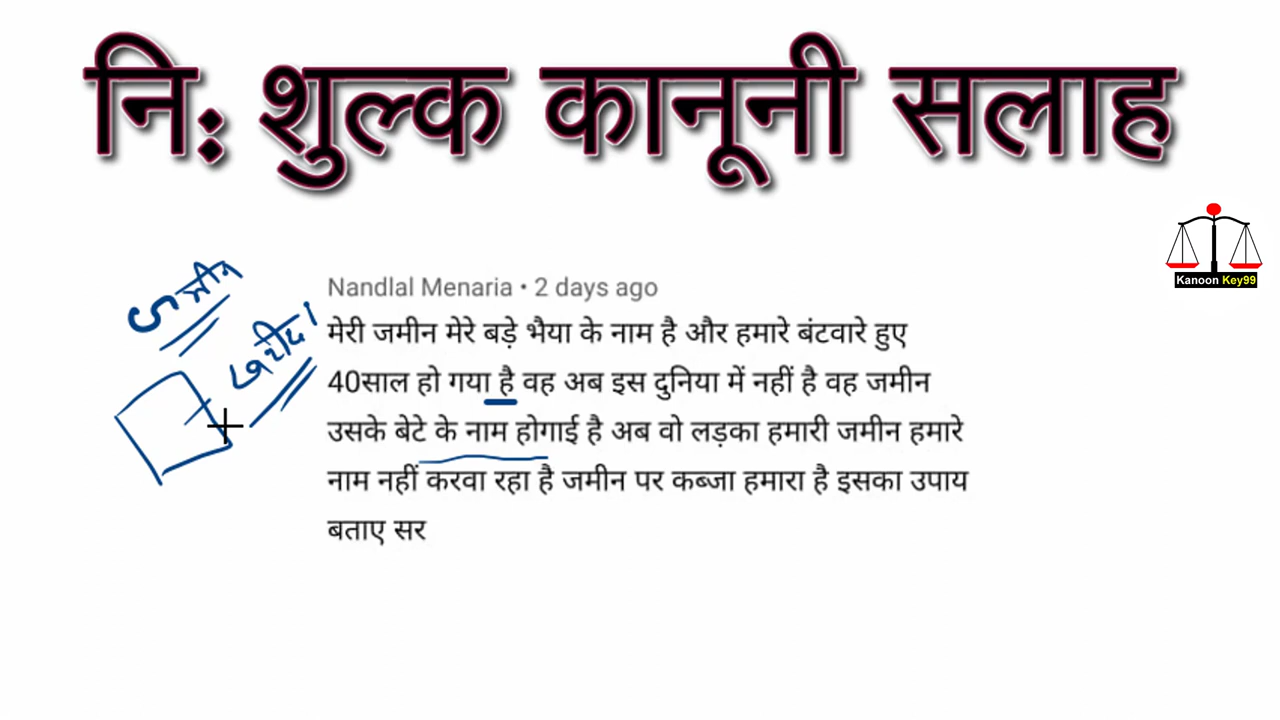 नि: शुल्क कानूनी सलाह
Kanoon Key99
जमीन
खरीदा
Nandlal Menaria • 2 days ago
मेरी जमीन मेरे बड़े भैया के नाम है और हमारे बंटवारे हुए
40साल हो गया है वह अब इस दुनिया में नहीं है वह जमीन
उसके बेटे के नाम होगाई है अब वो लड़का हमारी जमीन हमारे
नाम नहीं करवा रहा है जमीन पर कब्जा हमारा है इसका उपाय
बताए सर